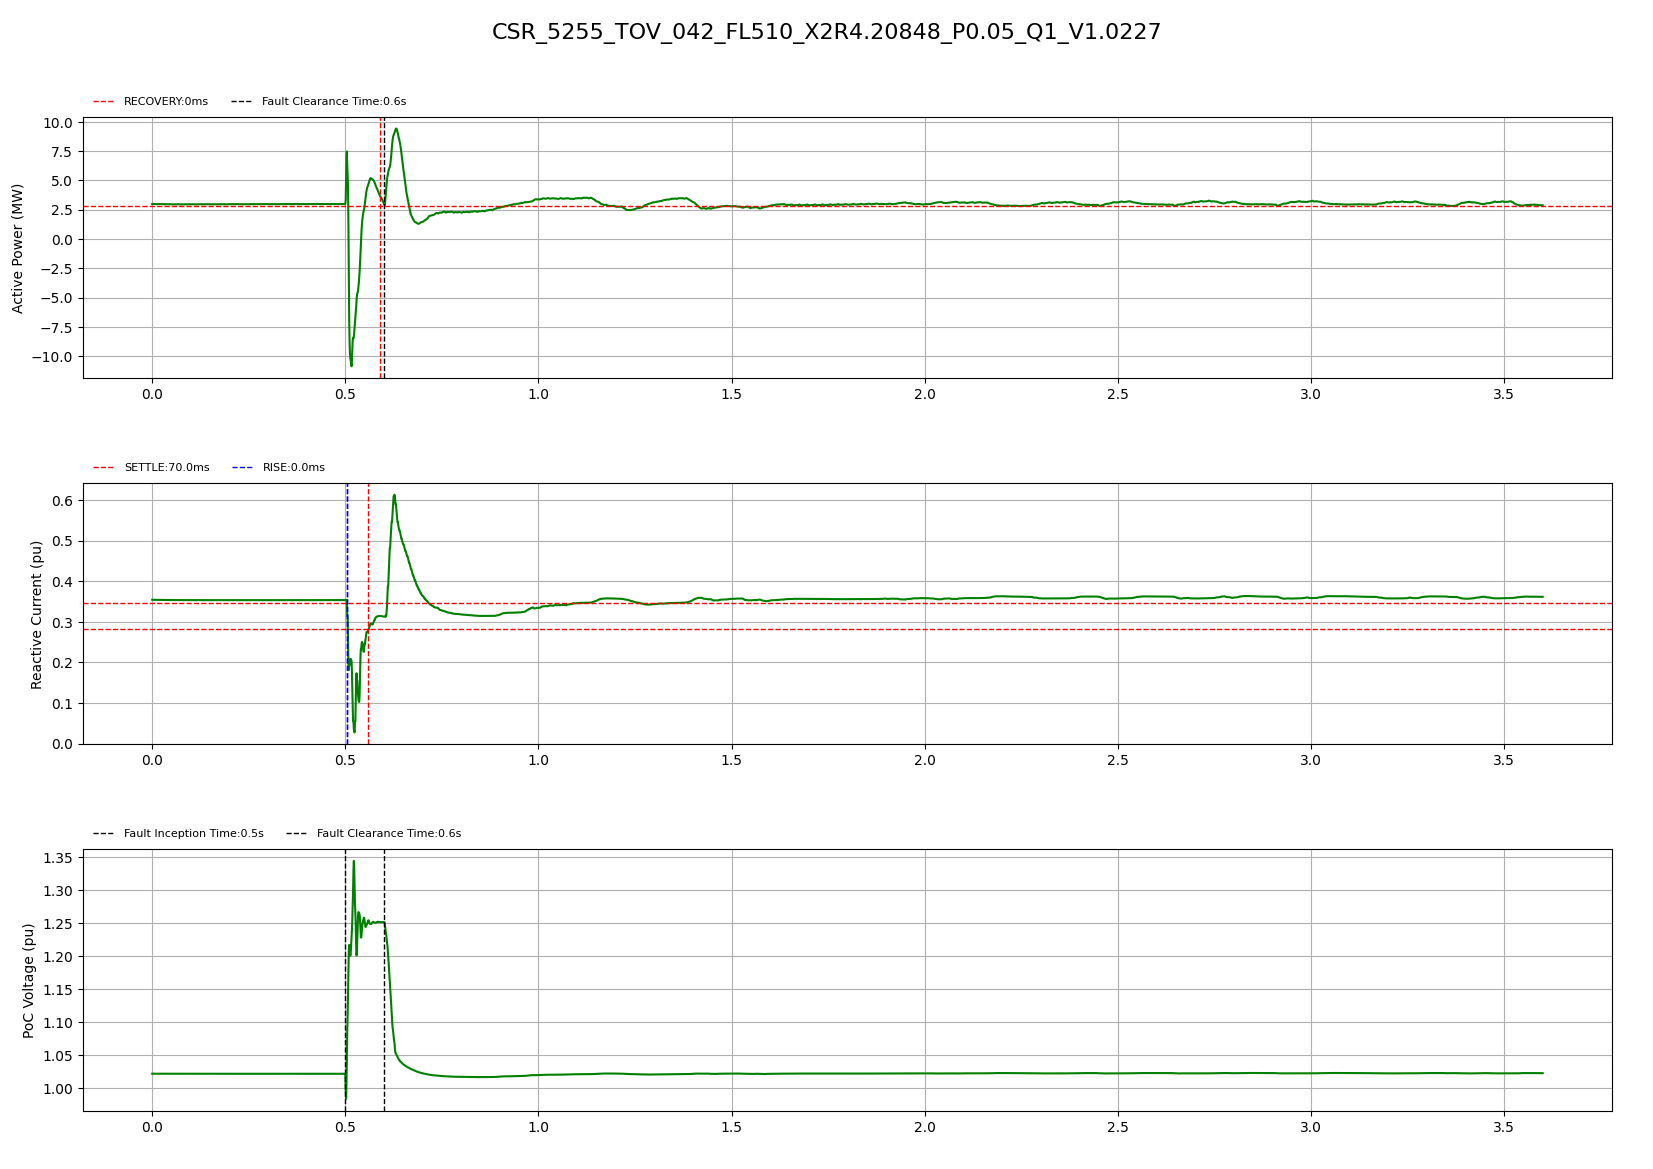 CSR_5255_TOV_042_FL510_X2R4.20848_P0.05_Q1_V1.0227
RECOVERY:0ms Fault Clearance Time:0.6s
Active Power (MW)
10.0
7.5
5.0
2.5
0.0
−2.5
−5.0
−7.5
−10.0
0.0 0.5 1.0 1.5 2.0 2.5 3.0 3.5
SETTLE:70.0ms RISE:0.0ms
Reactive Current (pu)
0.6
0.5
0.4
0.3
0.2
0.1
0.0
0.0 0.5 1.0 1.5 2.0 2.5 3.0 3.5
Fault Inception Time:0.5s Fault Clearance Time:0.6s
PoC Voltage (pu)
1.35
1.30
1.25
1.20
1.15
1.10
1.05
1.00
0.0 0.5 1.0 1.5 2.0 2.5 3.0 3.5